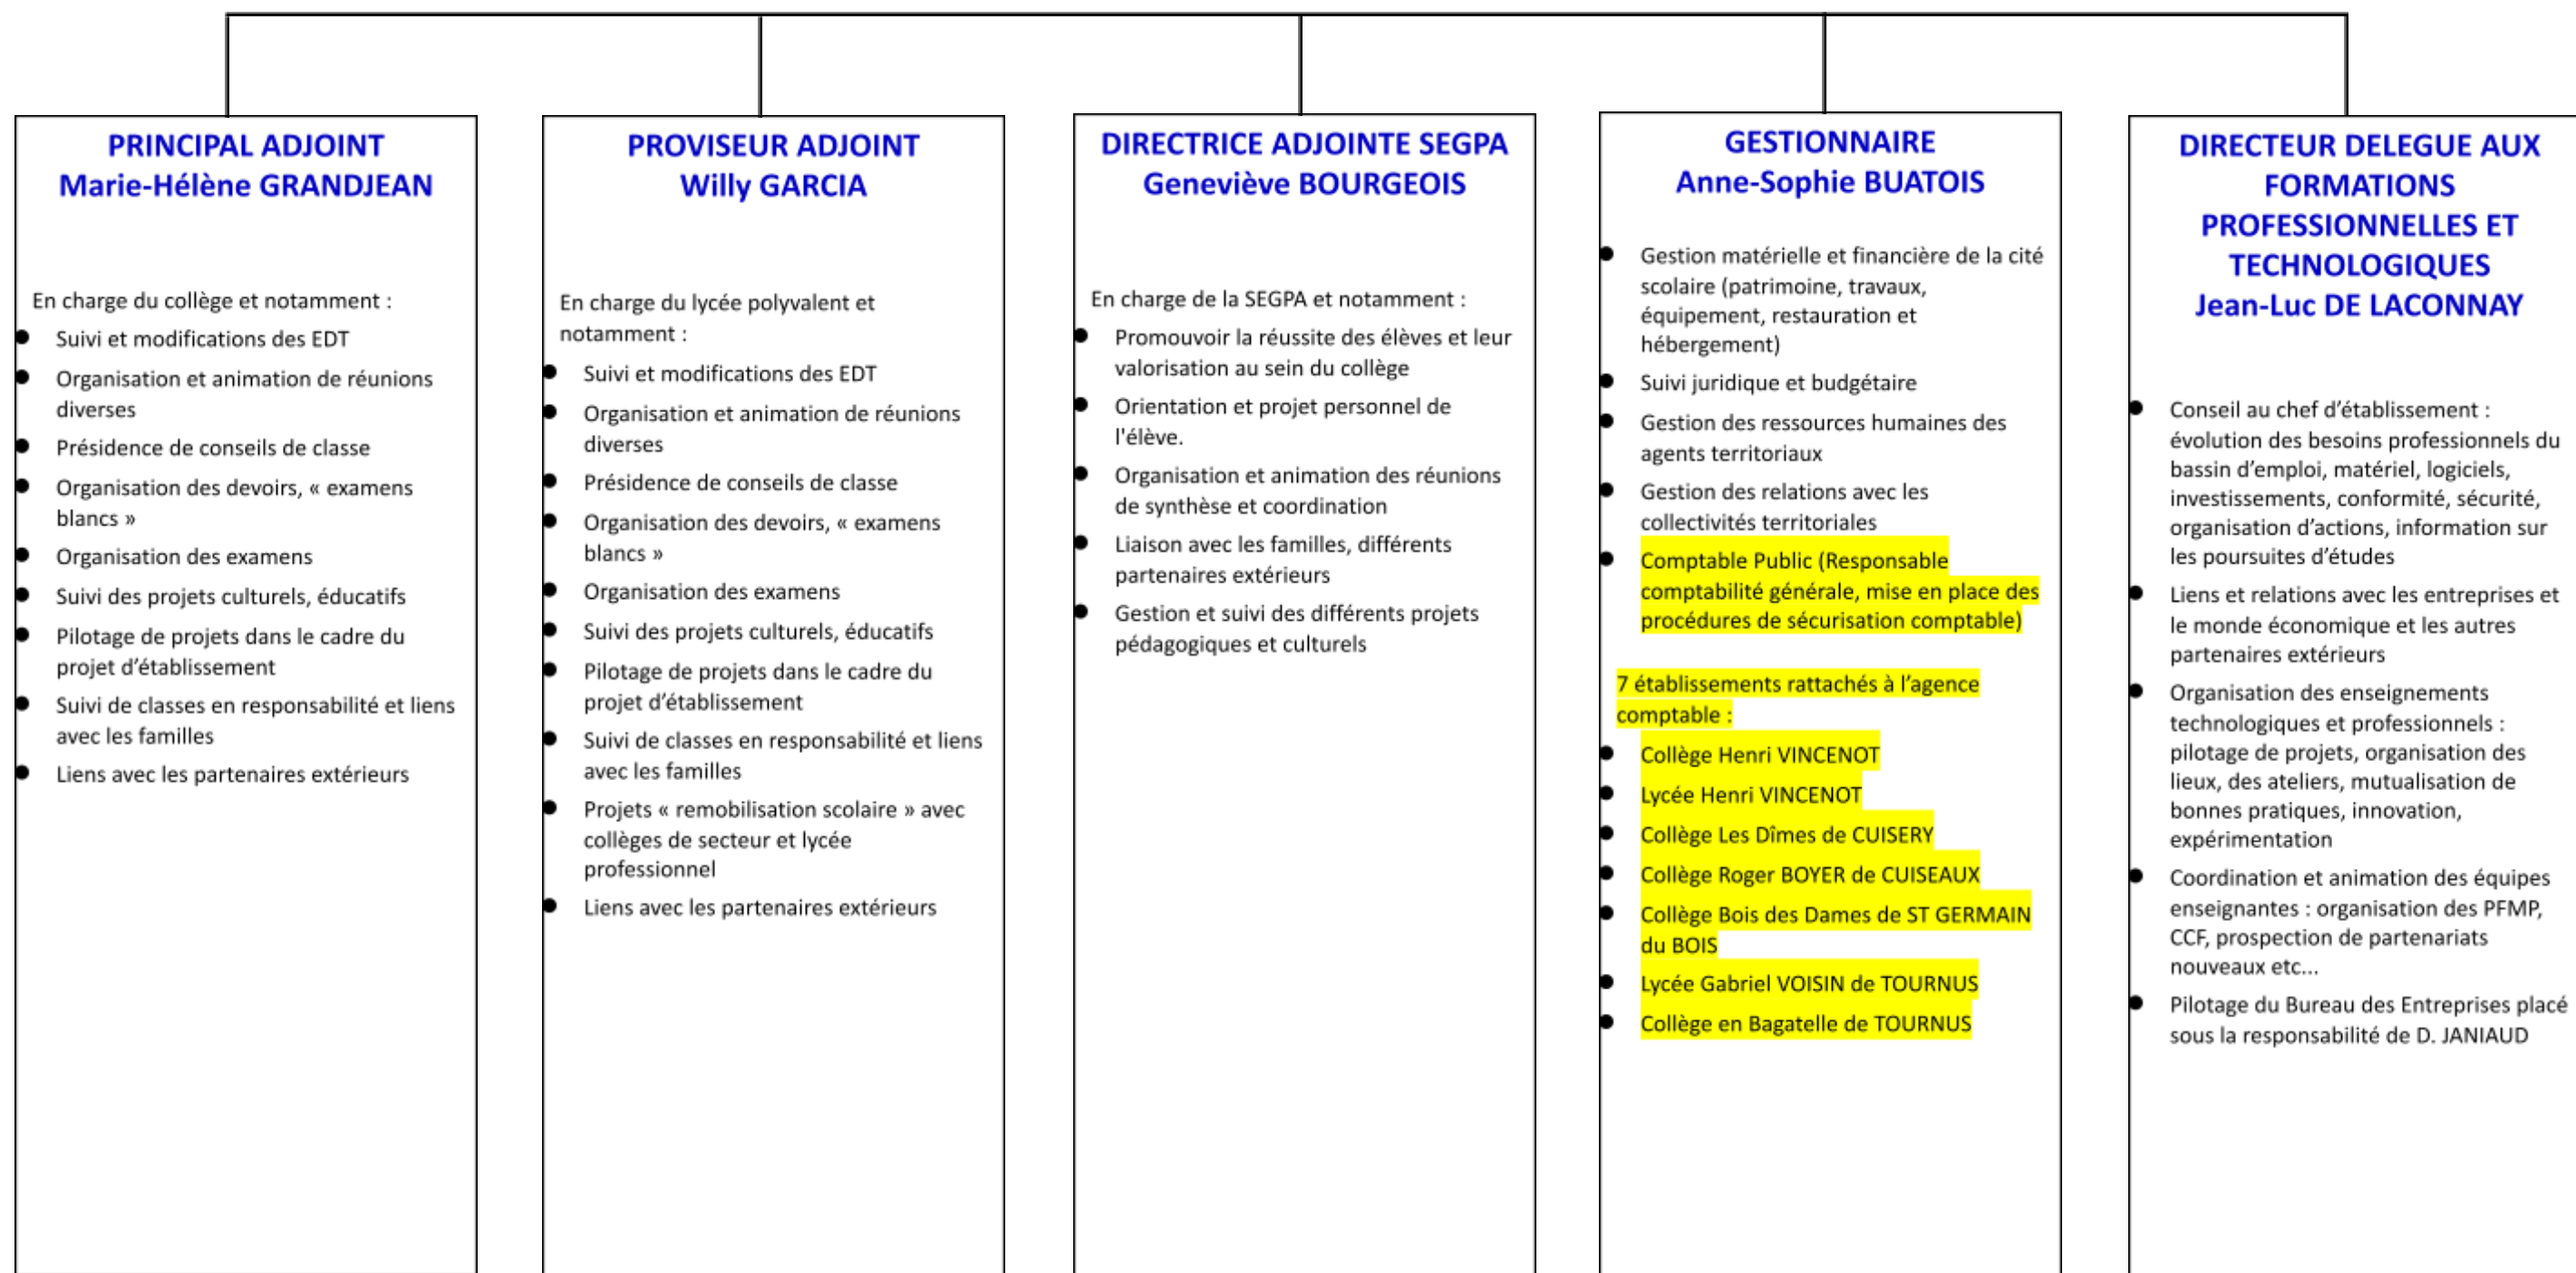 PRINCIPAL ADJOINT
Marie-Hélène GRANDJEAN
En charge du collège et notamment :
Suivi et modifications des EDT
Organisation et animation de réunions
diverses
Présidence de conseils de classe
Organisation des devoirs, « examens
blancs »
Organisation des examens
Suivi des projets culturels, éducatifs
Pilotage de projets dans le cadre du
projet d’établissement
Suivi de classes en responsabilité et liens
avec les familles
Liens avec les partenaires extérieurs
PROVISEUR ADJOINT
Willy GARCIA
En charge du lycée polyvalent et
notamment :
Suivi et modifications des EDT
Organisation et animation de réunions
diverses
Présidence de conseils de classe
Organisation des devoirs, « examens
blancs »
Organisation des examens
Suivi des projets culturels, éducatifs
Pilotage de projets dans le cadre du
projet d’établissement
Suivi de classes en responsabilité et liens
avec les familles
Projets « remobilisation scolaire » avec
collèges de secteur et lycée
professionnel
Liens avec les partenaires extérieurs
DIRECTRICE ADJOINTE SEGPA
Geneviève BOURGEOIS
En charge de la SEGPA et notamment :
Promouvoir la réussite des élèves et leur
valorisation au sein du collège
Orientation et projet personnel de
l'élève.
Organisation et animation des réunions
de synthèse et coordination
Liaison avec les familles, différents
partenaires extérieurs
Gestion et suivi des différents projets
pédagogiques et culturels
GESTIONNAIRE
Anne-Sophie BUATOIS
Gestion matérielle et financière de la cité
scolaire (patrimoine, travaux,
équipement, restauration et
hébergement)
Suivi juridique et budgétaire
Gestion des ressources humaines des
agents territoriaux
Gestion des relations avec les
collectivités territoriales
Comptable Public (Responsable
comptabilité générale, mise en place des
procédures de sécurisation comptable)
7 établissements rattachés à l’agence
comptable :
Collège Henri VINCENOT
Lycée Henri VINCENOT
Collège Les Dîmes de CUISERY
Collège Roger BOYER de CUISEAUX
Collège Bois des Dames de ST GERMAIN
du BOIS
Lycée Gabriel VOISIN de TOURNUS
Collège en Bagatelle de TOURNUS
DIRECTEUR DELEGUE AUX
FORMATIONS
PROFESSIONNELLES ET
TECHNOLOGIQUES
Jean-Luc DE LACONNAY
Conseil au chef d’établissement :
évolution des besoins professionnels du
bassin d’emploi, matériel, logiciels,
investissements, conformité, sécurité,
organisation d’actions, information sur
les poursuites d’études
Liens et relations avec les entreprises et
le monde économique et les autres
partenaires extérieurs
Organisation des enseignements
technologiques et professionnels :
pilotage de projets, organisation des
lieux, des ateliers, mutualisation de
bonnes pratiques, innovation,
expérimentation
Coordination et animation des équipes
enseignantes : organisation des PFMP,
CCF, prospection de partenariats
nouveaux etc...
Pilotage du Bureau des Entreprises placé
sous la responsabilité de D. JANIAUD